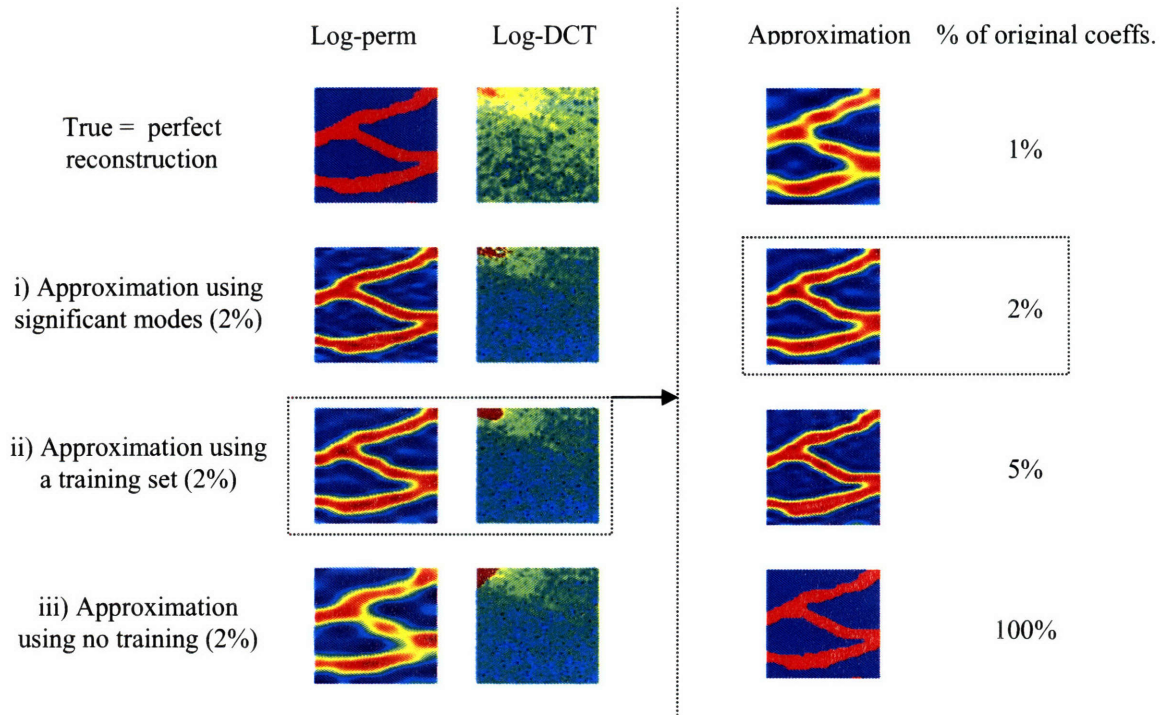 Log-perm Log-DCT Approximation % of original coeffs.
True = perfect
reconstruction
1%
i) Approximation using
significant modes (2%)
2%
ii) Approximation using
a training set (2%)
5%
iii) Approximation
using no training (2%)
100%